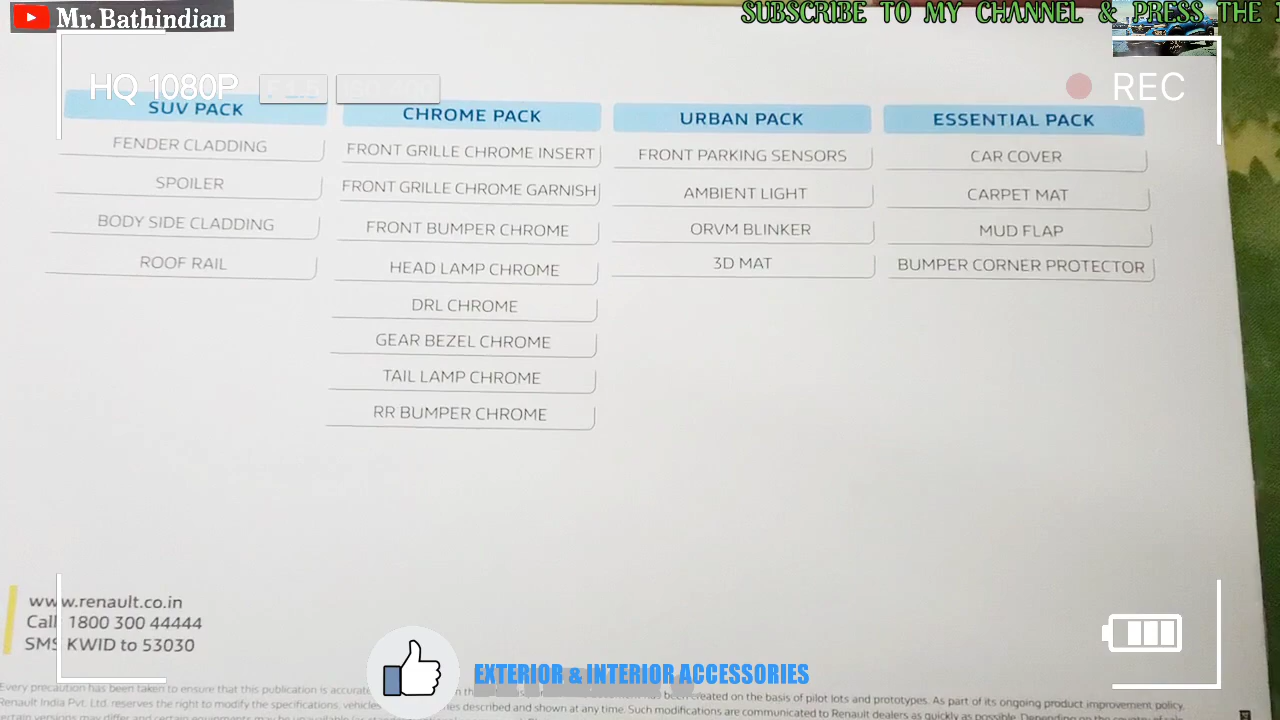 Mr.Bathindian
SUBSCRIBE TO MY CHANNEL & PRESS THE
HQ 1080P
REC
SUV PACK
FENDER CLADDING
SPOILER
BODY SIDE CLADDING
ROOF RAIL
CHROME PACK
FRONT GRILLE CHROME INSERT
FRONT GRILLE CHROME GARNISH
FRONT BUMPER CHROME
HEAD LAMP CHROME
DRL CHROME
GEAR BEZEL CHROME
TAIL LAMP CHROME
RR BUMPER CHROME
URBAN PACK
FRONT PARKING SENSORS
AMBIENT LIGHT
ORVM BLINKER
3D MAT
ESSENTIAL PACK
CAR COVER
CARPET MAT
MUD FLAP
BUMPER CORNER PROTECTOR
www.renault.co.in
Call 1800 300 44444
SMS KWID to 53030
EXTERIOR & INTERIOR ACCESSORIES
Every precaution has been taken to ensure that this publication is accurate created on the basis of pilot lots and prototypes. As part of its ongoing product improvement policy,
Renault India Pvt. Ltd. reserves the right to modify the specifications, vehicles described and shown at any time. Such modifications are communicated to Renault dealers as quickly as possible.